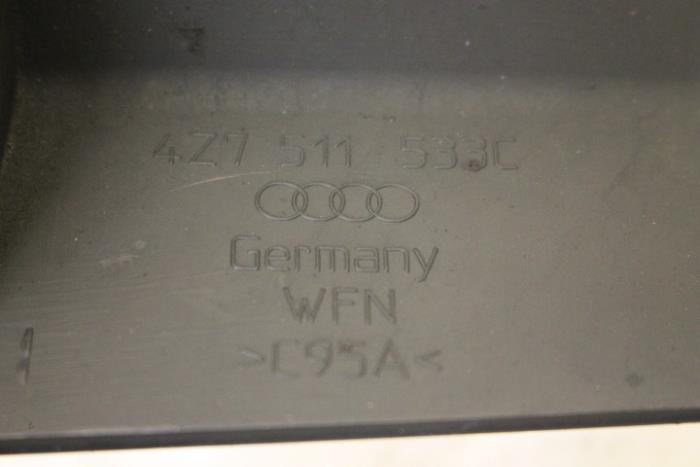 4Z7 511 533C
Germany
WFN
>C95A<